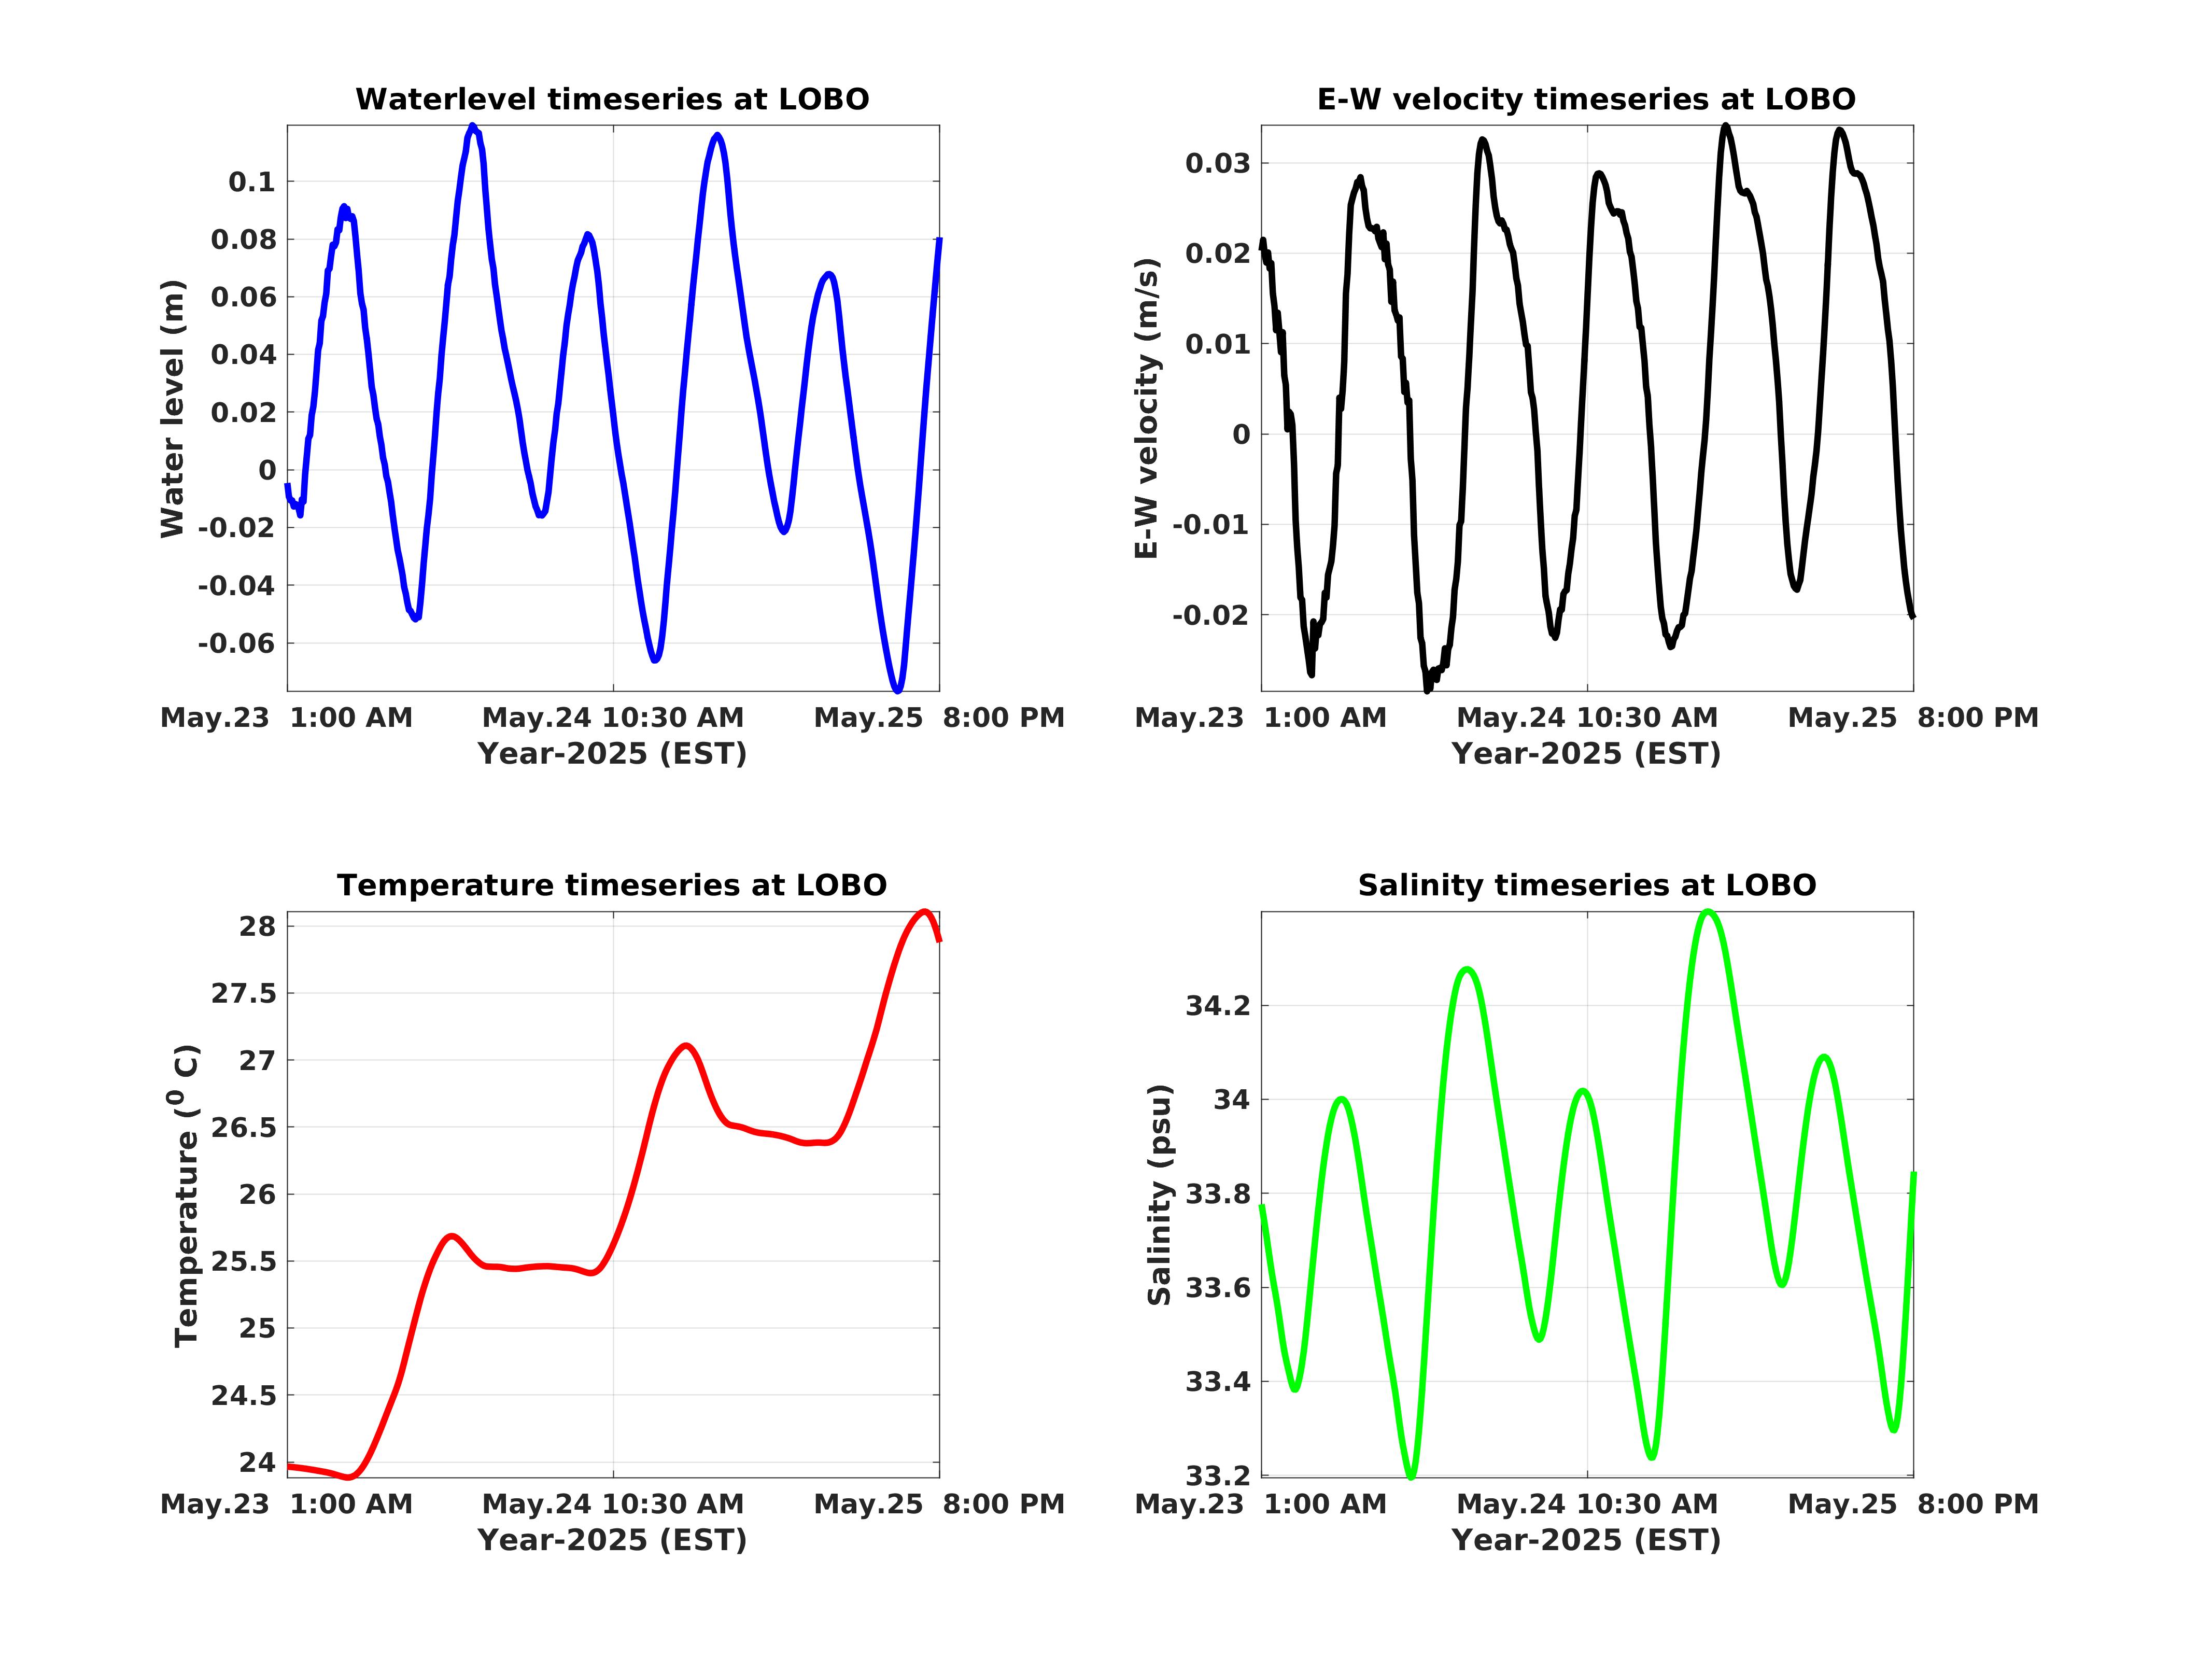 Waterlevel timeseries at LOBO
0.1
0.08
0.06
0.04
0.02
0
-0.02
-0.04
-0.06
Water level (m)
May.23 1:00 AM
May.24 10:30 AM
May.25 8:00 PM
Year-2025 (EST)
E-W velocity timeseries at LOBO
0.03
0.02
0.01
0
-0.01
-0.02
E-W velocity (m/s)
May.23 1:00 AM
May.24 10:30 AM
May.25 8:00 PM
Year-2025 (EST)
Temperature timeseries at LOBO
28
27.5
27
26.5
26
25.5
25
24.5
24
Temperature (⁰ C)
May.23 1:00 AM
May.24 10:30 AM
May.25 8:00 PM
Year-2025 (EST)
Salinity timeseries at LOBO
34.2
34
33.8
33.6
33.4
33.2
Salinity (psu)
May.23 1:00 AM
May.24 10:30 AM
May.25 8:00 PM
Year-2025 (EST)